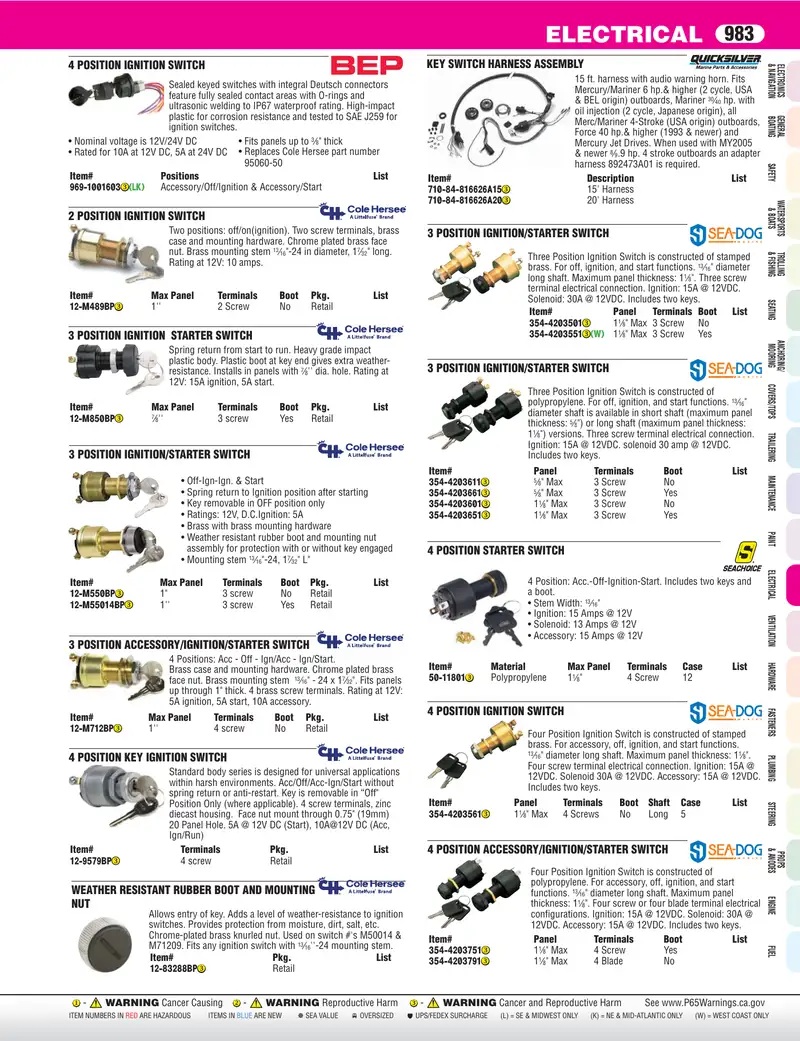 ELECTRICAL 983
4 POSITION IGNITION SWITCH
BEP
Sealed keyed switches with integral Deutsch connectors
feature fully sealed contact areas with O-rings and
ultrasonic welding to IP67 waterproof rating. High-impact
plastic for corrosion resistance and tested to SAE J259 for
ignition switches.
• Nominal voltage is 12V/24V DC
• Rated for 10A at 12V DC, 5A at 24V DC
• Fits panels up to ⅜" thick
• Replaces Cole Hersee part number
95060-50
Item# Positions List
969-1001603 3 (LK) Accessory/Off/Ignition & Accessory/Start
2 POSITION IGNITION SWITCH
Cole Hersee
A Littelfuse Brand
Two positions: off/on(ignition). Two screw terminals, brass
case and mounting hardware. Chrome plated brass face
nut. Brass mounting stem 13/16"-24 in diameter, 1 7/32" long.
Rating at 12V: 10 amps.
Item# Max Panel Terminals Boot Pkg. List
12-M489BP 3 1'' 2 Screw No Retail
3 POSITION IGNITION STARTER SWITCH
Cole Hersee
A Littelfuse Brand
Spring return from start to run. Heavy grade impact
plastic body. Plastic boot at key end gives extra weather-
resistance. Installs in panels with ⅞'' dia. hole. Rating at
12V: 15A ignition, 5A start.
Item# Max Panel Terminals Boot Pkg. List
12-M850BP 3 ⅞'' 3 screw Yes Retail
3 POSITION IGNITION/STARTER SWITCH
Cole Hersee
A Littelfuse Brand
• Off-Ign-Ign. & Start
• Spring return to Ignition position after starting
• Key removable in OFF position only
• Ratings: 12V, D.C.Ignition: 5A
• Brass with brass mounting hardware
• Weather resistant rubber boot and mounting nut
assembly for protection with or without key engaged
• Mounting stem 13/16"-24, 1 7/32" L"
Item# Max Panel Terminals Boot Pkg. List
12-M550BP 3 1" 3 screw No Retail
12-M55014BP 3 1'' 3 screw Yes Retail
3 POSITION ACCESSORY/IGNITION/STARTER SWITCH
Cole Hersee
A Littelfuse Brand
4 Positions: Acc - Off - Ign/Acc - Ign/Start.
Brass case and mounting hardware. Chrome plated brass
face nut. Brass mounting stem 13/16" - 24 x 1 7/32". Fits panels
up through 1" thick. 4 brass screw terminals. Rating at 12V:
5A ignition, 5A start, 10A accessory.
Item# Max Panel Terminals Boot Pkg. List
12-M712BP 3 1'' 4 screw No Retail
4 POSITION KEY IGNITION SWITCH
Cole Hersee
A Littelfuse Brand
Standard body series is designed for universal applications
within harsh environments. Acc/Off/Acc-Ign/Start without
spring return or anti-restart. Key is removable in "Off"
Position Only (where applicable). 4 screw terminals, zinc
diecast housing. Face nut mount through 0.75" (19mm)
20 Panel Hole. 5A @ 12V DC (Start), 10A@12V DC (Acc,
Ign/Run)
Item# Terminals Pkg. List
12-9579BP 3 4 screw Retail
WEATHER RESISTANT RUBBER BOOT AND MOUNTING
NUT
Cole Hersee
A Littelfuse Brand
Allows entry of key. Adds a level of weather-resistance to ignition
switches. Provides protection from moisture, dirt, salt, etc.
Chrome-plated brass knurled nut. Used on switch #'s M50014 &
M71209. Fits any ignition switch with 13/16''-24 mounting stem.
Item# Pkg. List
12-83288BP 3 Retail
KEY SWITCH HARNESS ASSEMBLY
QUICKSILVER
Marine Parts & Accessories
15 ft. harness with audio warning horn. Fits
Mercury/Mariner 6 hp.& higher (2 cycle, USA
& BEL origin) outboards, Mariner 30/40 hp. with
oil injection (2 cycle, Japanese origin), all
Merc/Mariner 4-Stroke (USA origin) outboards,
Force 40 hp.& higher (1993 & newer) and
Mercury Jet Drives. When used with MY2005
& newer 8/9.9 hp. 4 stroke outboards an adapter
harness 892473A01 is required.
Item# Description List
710-84-816626A15 3 15' Harness
710-84-816626A20 3 20' Harness
3 POSITION IGNITION/STARTER SWITCH
SEA-DOG
Three Position Ignition Switch is constructed of stamped
brass. For off, ignition, and start functions. 13/16" diameter
long shaft. Maximum panel thickness: 1⅛". Three screw
terminal electrical connection. Ignition: 15A @ 12VDC.
Solenoid: 30A @ 12VDC. Includes two keys.
Item# Panel Terminals Boot List
354-4203501 3 1⅛" Max 3 Screw No
354-4203551 3 (W) 1⅛" Max 3 Screw Yes
3 POSITION IGNITION/STARTER SWITCH
SEA-DOG
Three Position Ignition Switch is constructed of
polypropylene. For off, ignition, and start functions. 13/16"
diameter shaft is available in short shaft (maximum panel
thickness: ⅝") or long shaft (maximum panel thickness:
1⅛") versions. Three screw terminal electrical connection.
Ignition: 15A @ 12VDC. solenoid 30 amp @ 12VDC.
Includes two keys.
Item# Panel Terminals Boot List
354-4203611 3 ⅝" Max 3 Screw No
354-4203661 3 ⅝" Max 3 Screw Yes
354-4203601 3 1⅛" Max 3 Screw No
354-4203651 3 1⅛" Max 3 Screw Yes
4 POSITION STARTER SWITCH
SEACHOICE
4 Position: Acc.-Off-Ignition-Start. Includes two keys and
a boot.
• Stem Width: 13/16"
• Ignition: 15 Amps @ 12V
• Solenoid: 13 Amps @ 12V
• Accessory: 15 Amps @ 12V
Item# Material Max Panel Terminals Case List
50-11801 3 Polypropylene 1⅛" 4 Screw 12
4 POSITION IGNITION SWITCH
SEA-DOG
Four Position Ignition Switch is constructed of stamped
brass. For accessory, off, ignition, and start functions.
13/16" diameter long shaft. Maximum panel thickness: 1⅛".
Four screw terminal electrical connection. Ignition: 15A @
12VDC. Solenoid 30A @ 12VDC. Accessory: 15A @ 12VDC.
Includes two keys.
Item# Panel Terminals Boot Shaft Case List
354-4203561 3 1⅛" Max 4 Screws No Long 5
4 POSITION ACCESSORY/IGNITION/STARTER SWITCH
SEA-DOG
Four Position Ignition Switch is constructed of
polypropylene. For accessory, off, ignition, and start
functions. 13/16" diameter long shaft. Maximum panel
thickness: 1⅛". Four screw or four blade terminal electrical
configurations. Ignition: 15A @ 12VDC. Solenoid: 30A @
12VDC. Accessory: 15A @ 12VDC. Includes two keys.
Item# Panel Terminals Boot List
354-4203751 3 1⅛" Max 4 Screw Yes
354-4203791 3 1⅛" Max 4 Blade No
ELECTRONICS
& NAVIGATION
GENERAL
BOATING
SAFETY
WATERSPORTS
& BOATS
TROLLING
& FISHING
SEATING
ANCHORING/
MOORING
COVERS/TOPS
TRAILERING
MAINTENANCE
PAINT
ELECTRICAL
VENTILATION
HARDWARE
FASTENERS
PLUMBING
STEERING
PROPS
& ANODES
ENGINE
FUEL
1 - WARNING Cancer Causing 2 - WARNING Reproductive Harm 3 - WARNING Cancer and Reproductive Harm See www.P65Warnings.ca.gov
ITEM NUMBERS IN RED ARE HAZARDOUS ITEMS IN BLUE ARE NEW SEA VALUE OVERSIZED UPS/FEDEX SURCHARGE (L) = SE & MIDWEST ONLY (K) = NE & MID-ATLANTIC ONLY (W) = WEST COAST ONLY